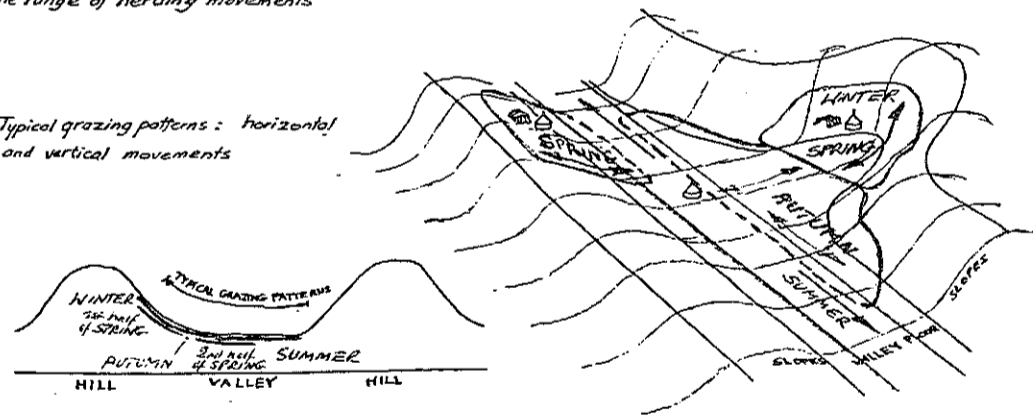 range of herding movements
Typical grazing patterns: horizontal
and vertical movements
WINTER
SPRING
SPRING
AUTUMN
SUMMER
SLOPES
SLOPES VALLEY FLOOR
TYPICAL GRAZING PATTERNS
WINTER
1st half
of SPRING
AUTUMN
2nd half
of SPRING
SUMMER
HILL VALLEY HILL